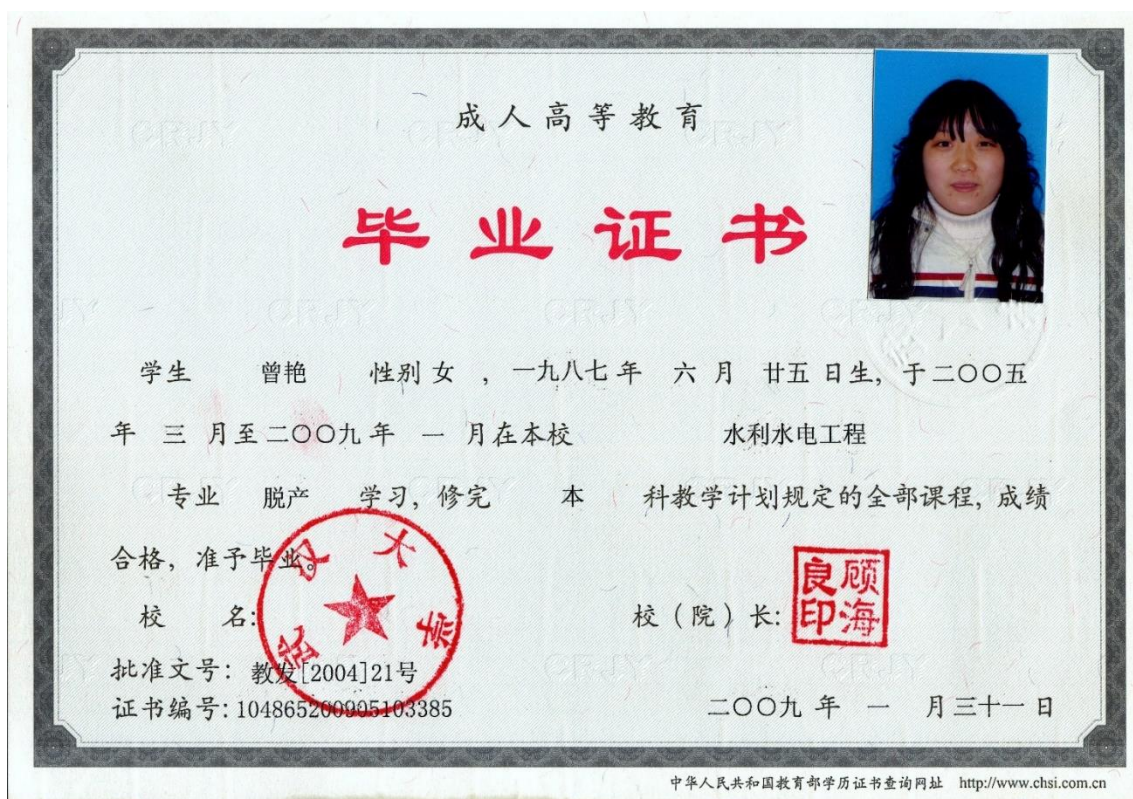 成人高等教育
毕业证书
学生 曾艳 性别 女 ，一九八七年 六 月 廿五 日生，于二〇〇五
年 三 月至二〇〇九年 一 月在本校 水利水电工程
专业 脱产 学习，修完 本 科教学计划规定的全部课程，成绩
合格，准予毕业。
武汉大学
校 名：
校（院）长：
顾海良印
批准文号：教发[2004]21号
证书编号：104865200905103385
二〇〇九 年 一 月三十一日
中华人民共和国教育部学历证书查询网址 http://www.chsi.com.cn
CRJY